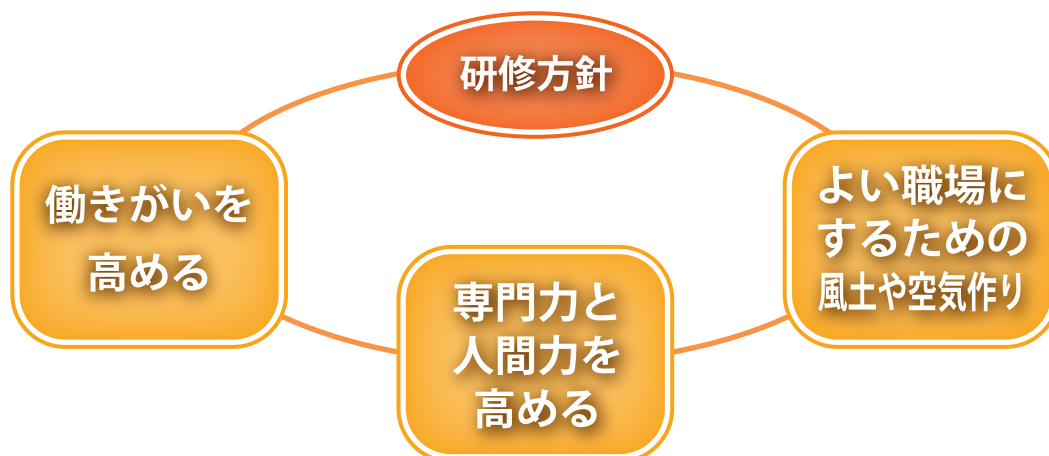 研修方針
働きがいを
高める
専門力と
人間力を
高める
よい職場に
するための
風土や空気作り